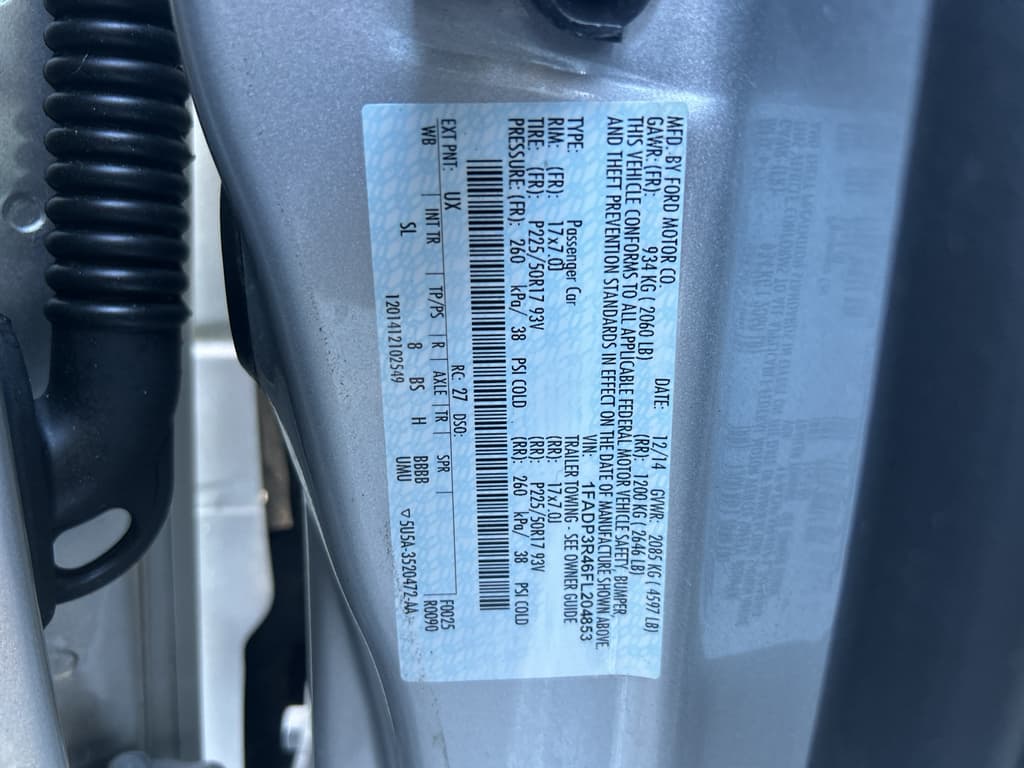 MFD. BY FORD MOTOR CO.
DATE: 12/14 GVWR: 2085 KG ( 4597 LB)
GAWR: (FR): 934 KG ( 2060 LB) (RR): 1200 KG ( 2646 LB)
THIS VEHICLE CONFORMS TO ALL APPLICABLE FEDERAL MOTOR VEHICLE SAFETY, BUMPER,
AND THEFT PREVENTION STANDARDS IN EFFECT ON THE DATE OF MANUFACTURE SHOWN ABOVE.
VIN: 1FADP3R46FL204853
TYPE: Passenger Car TRAILER TOWING - SEE OWNER GUIDE
RIM: (FR): 17x7.0J (RR): 17x7.0J
TIRE: (FR): P225/50R17 93V (RR): P225/50R17 93V
PRESSURE: (FR): 260 kPa/ 38 PSI COLD (RR): 260 kPa/ 38 PSI COLD
EXT PNT: UX RC: 27 DSO: F0025
WB | INT TR | TP/PS | R | AXLE | TR | SPR | R0090
SL 8 BS H BBBB
UMU
1201412102549 ▽5U5A-3520472-AA